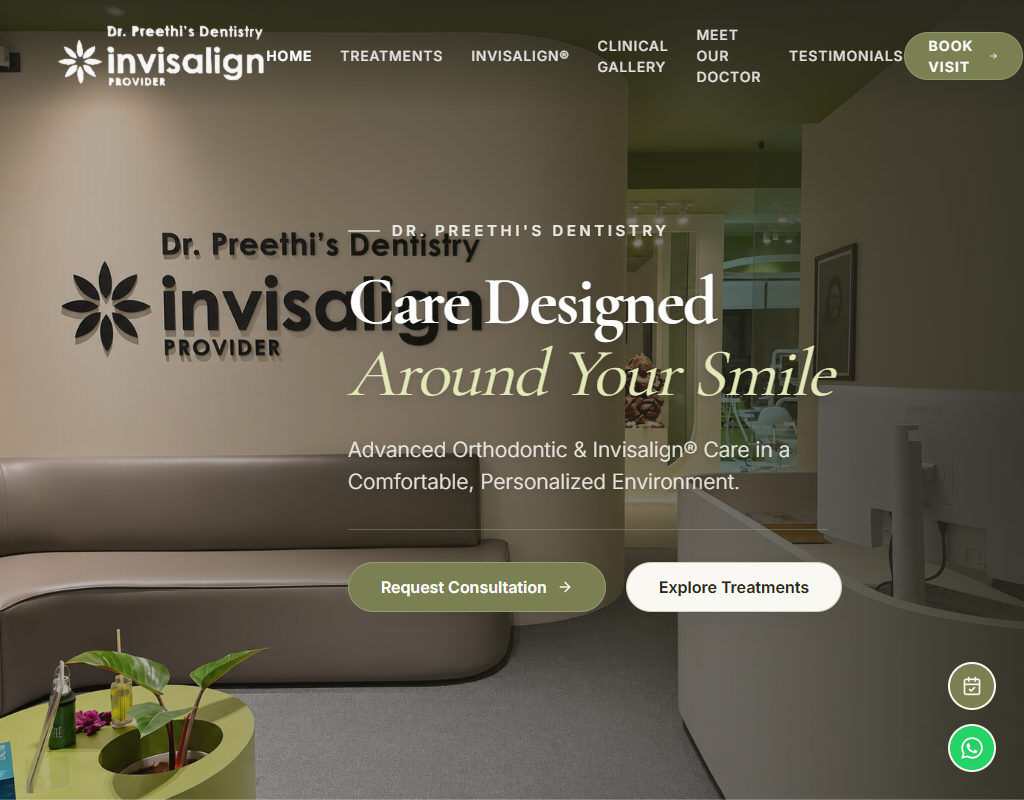 Dr. Preethi's Dentistry
invisalign
PROVIDER
HOME
TREATMENTS
INVISALIGN®
CLINICAL
GALLERY
MEET
OUR
DOCTOR
TESTIMONIALS
BOOK
VISIT
DR. PREETHI'S DENTISTRY
Dr. Preethi's Dentistry
invisalign
PROVIDER
Care Designed
Around Your Smile
Advanced Orthodontic & Invisalign® Care in a
Comfortable, Personalized Environment.
Request Consultation
Explore Treatments
BenQ